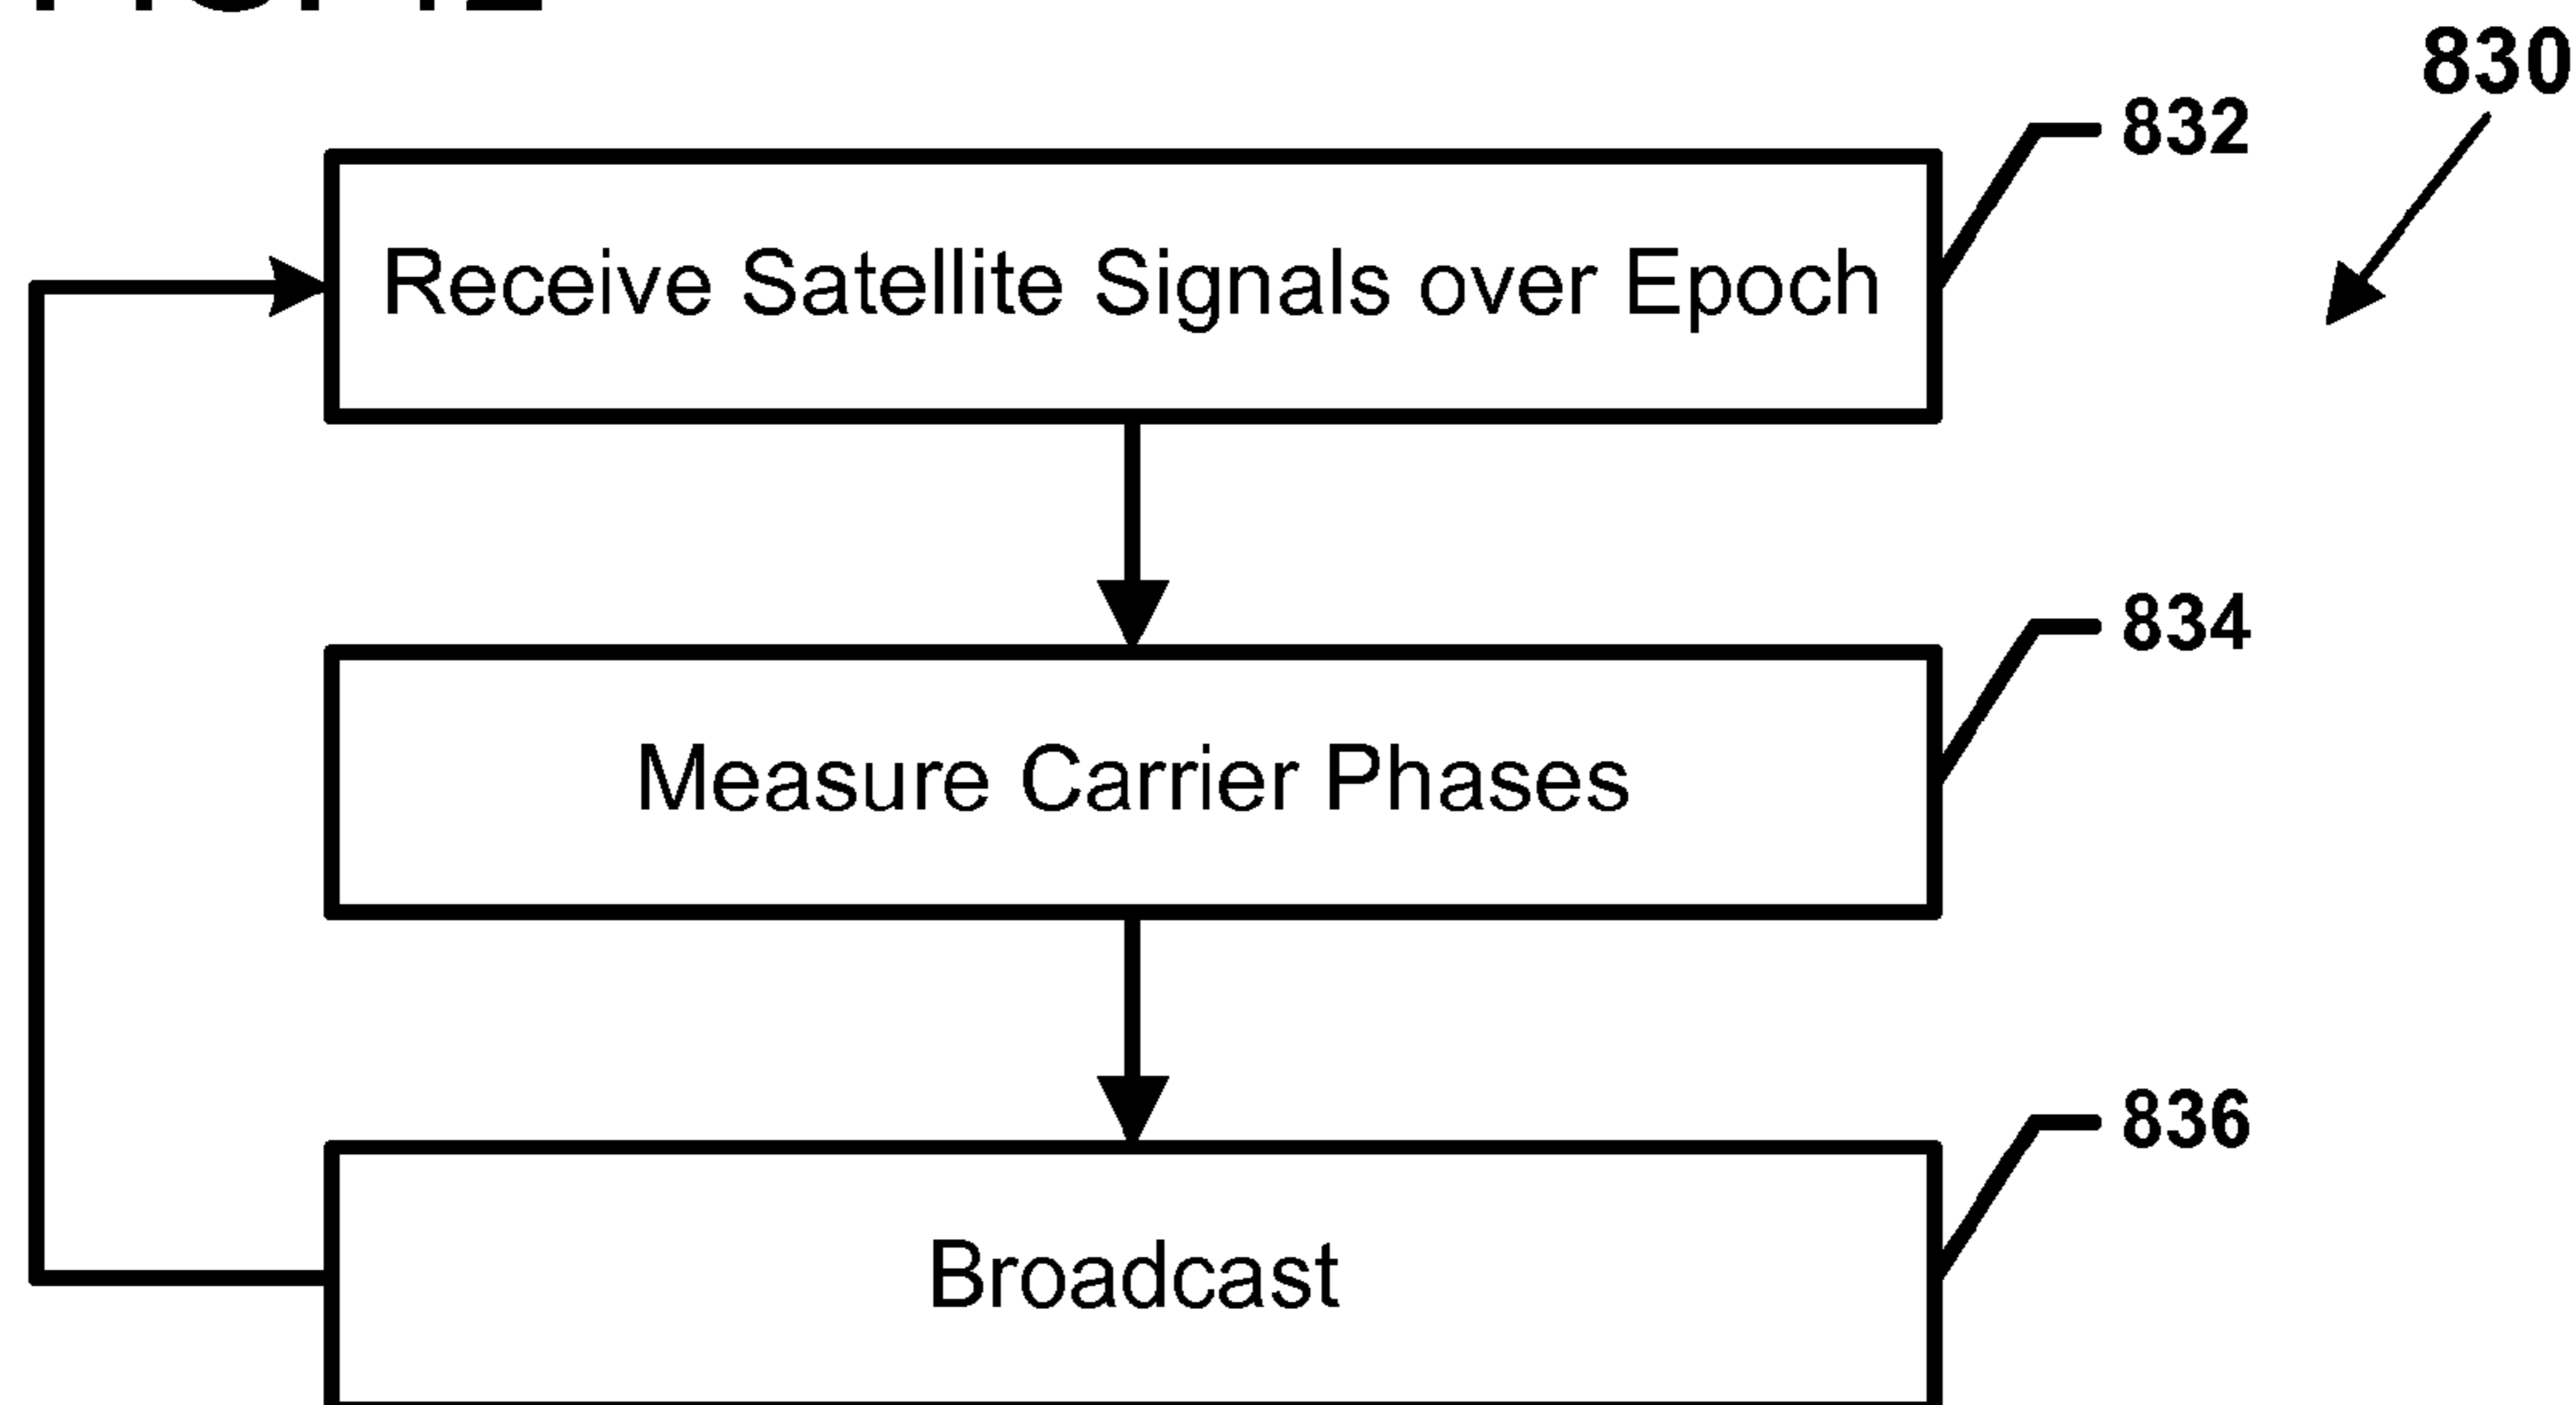 830
832
Receive Satellite Signals over Epoch
834
Measure Carrier Phases
836
Broadcast